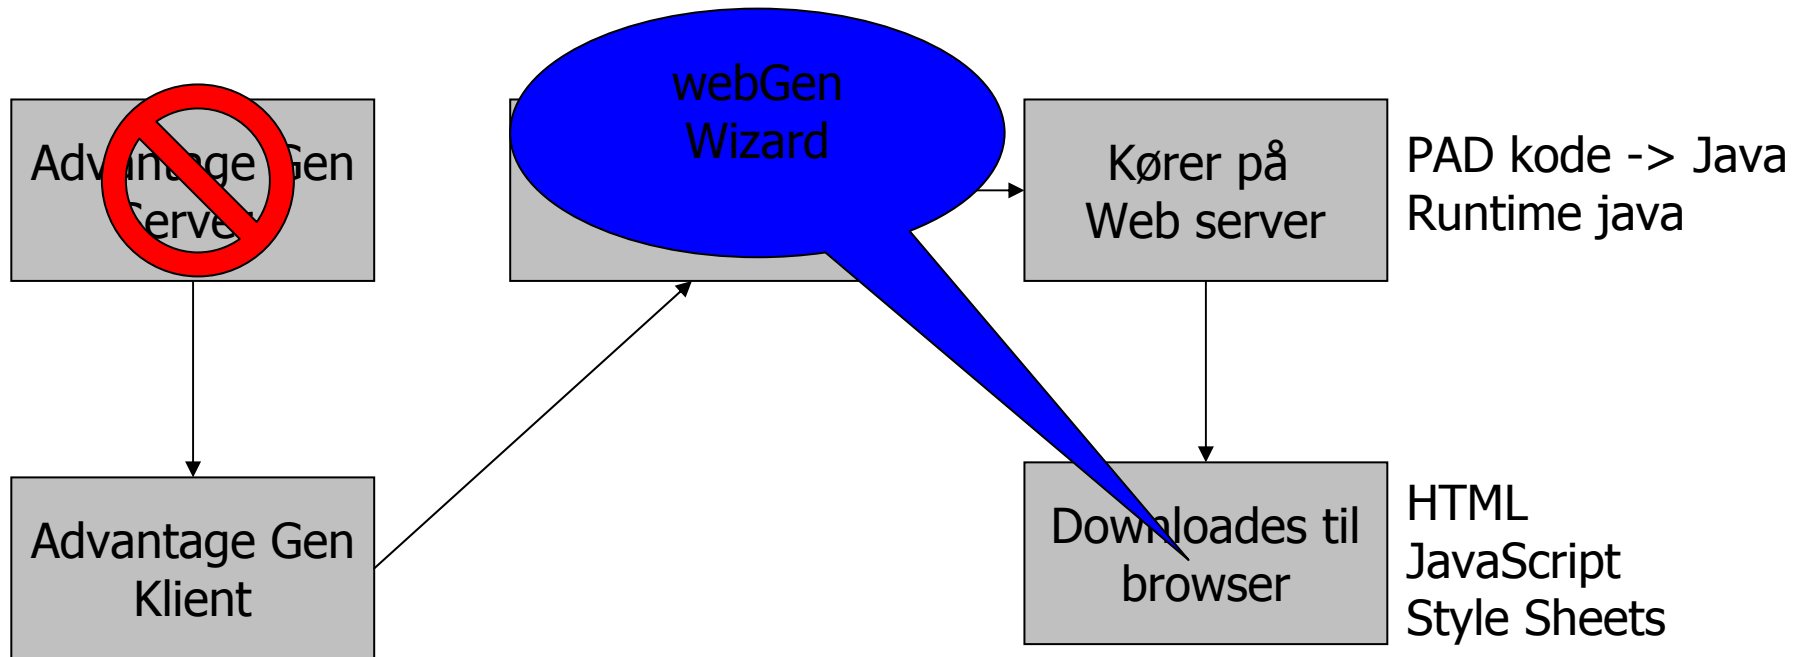 webGen
Wizard
Advantage Gen
Server
Kører på
Web server
PAD kode -> Java
Runtime java
Advantage Gen
Klient
Downloades til
browser
HTML
JavaScript
Style Sheets